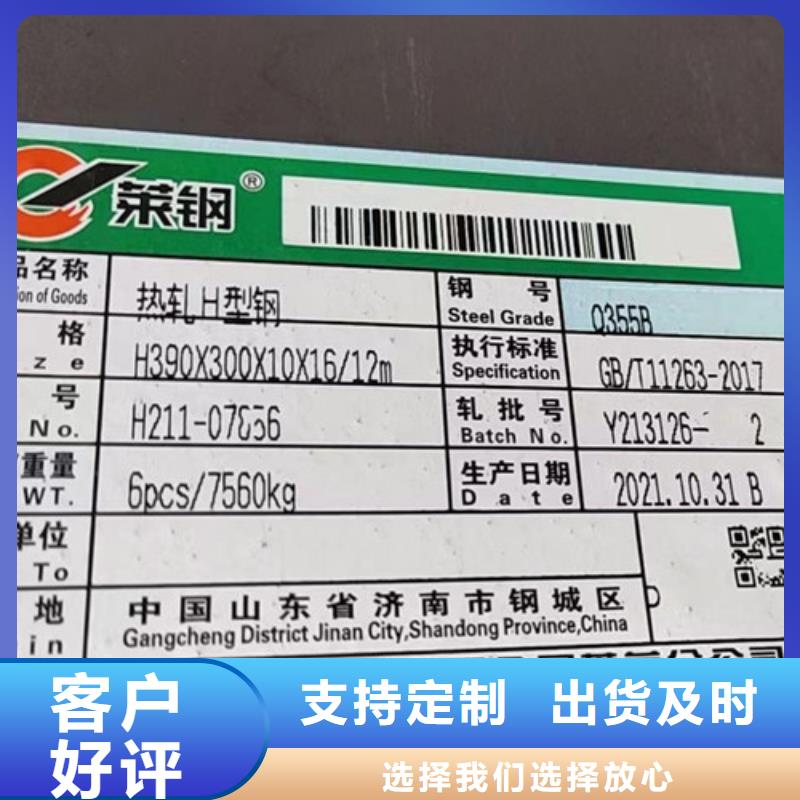 莱钢®
品名称
热轧H型钢
钢 号
ion of Goods
Steel Grade
Q355B
格
H390X300X10X16/12m
执行标准
ze
Specification
GB/T11263-2017
号
轧批号
No.
Batch No.
Y213126- 2
重量
6pcs/7560kg
生产日期
WT.
Date
2021.10.31 B
单位
To
地
中国山东省济南市钢城区
in
Gangcheng District Jinan City,Shandong Province,China
客户
好评
支持定制 出货及时
选择我们选择放心